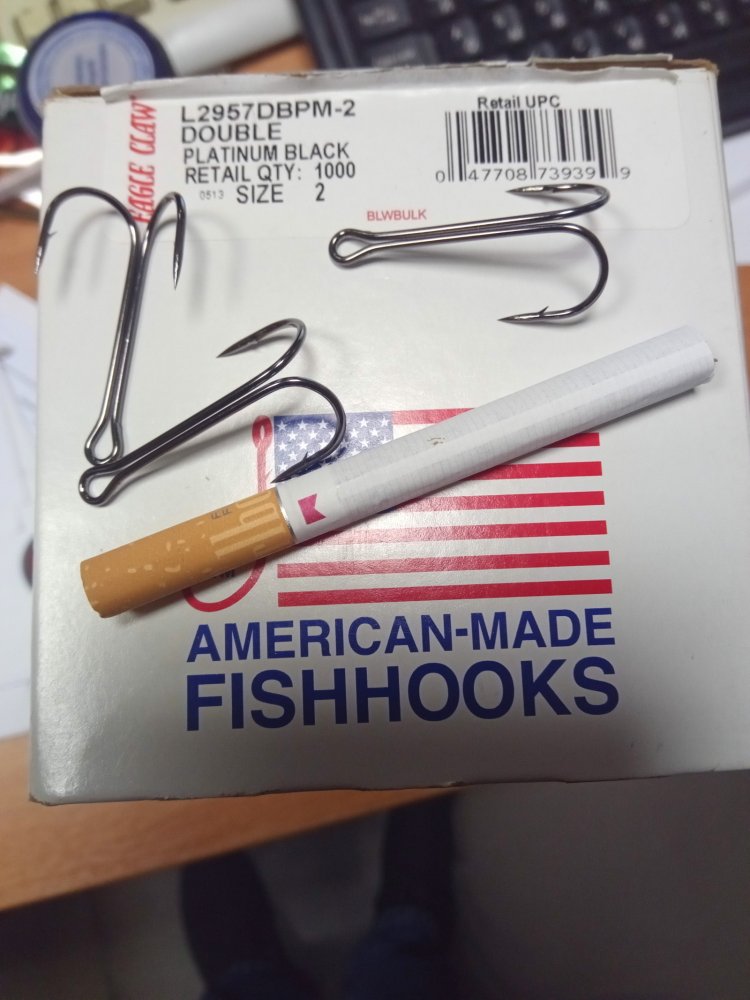 EAGLE CLAW
L2957DBPM-2
DOUBLE
PLATINUM BLACK
RETAIL QTY: 1000
0513 SIZE 2
Retail UPC
0 47708 73939 9
BLWBULK
AMERICAN-MADE
FISHHOOKS